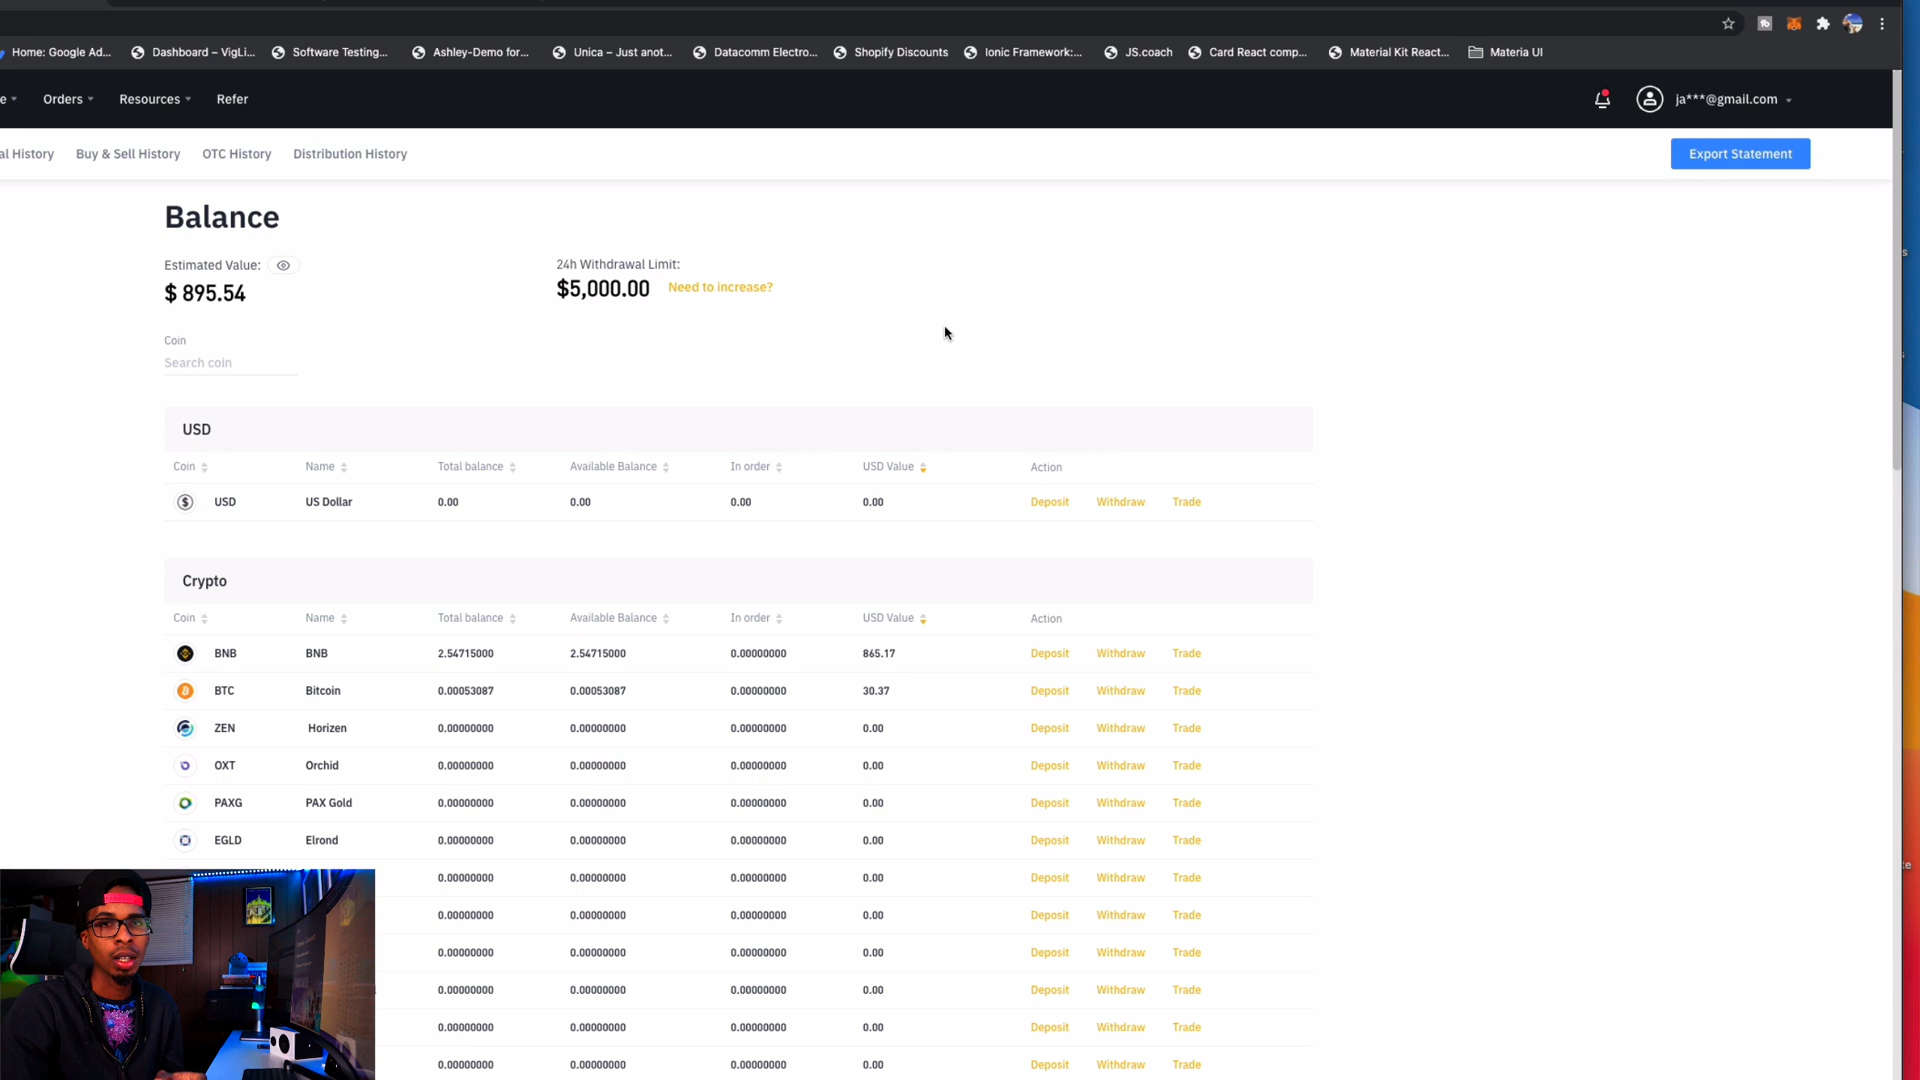 Home: Google Ad... Dashboard – VigLi... Software Testing... Ashley-Demo for... Unica – Just anot... Datacomm Electro... Shopify Discounts Ionic Framework:... JS.coach Card React comp... Material Kit React... Materia UI
e Orders Resources Refer ja***@gmail.com
al History Buy & Sell History OTC History Distribution History Export Statement
Balance
Estimated Value: 24h Withdrawal Limit:
$ 895.54 $5,000.00 Need to increase?
Coin
Search coin
USD
Coin Name Total balance Available Balance In order USD Value Action
USD US Dollar 0.00 0.00 0.00 0.00 Deposit Withdraw Trade
Crypto
Coin Name Total balance Available Balance In order USD Value Action
BNB BNB 2.54715000 2.54715000 0.00000000 865.17 Deposit Withdraw Trade
BTC Bitcoin 0.00053087 0.00053087 0.00000000 30.37 Deposit Withdraw Trade
ZEN Horizen 0.00000000 0.00000000 0.00000000 0.00 Deposit Withdraw Trade
OXT Orchid 0.00000000 0.00000000 0.00000000 0.00 Deposit Withdraw Trade
PAXG PAX Gold 0.00000000 0.00000000 0.00000000 0.00 Deposit Withdraw Trade
EGLD Elrond 0.00000000 0.00000000 0.00000000 0.00 Deposit Withdraw Trade
0.00000000 0.00000000 0.00000000 0.00 Deposit Withdraw Trade
0.00000000 0.00000000 0.00000000 0.00 Deposit Withdraw Trade
0.00000000 0.00000000 0.00000000 0.00 Deposit Withdraw Trade
0.00000000 0.00000000 0.00000000 0.00 Deposit Withdraw Trade
0.00000000 0.00000000 0.00000000 0.00 Deposit Withdraw Trade
0.00000000 0.00000000 0.00000000 0.00 Deposit Withdraw Trade